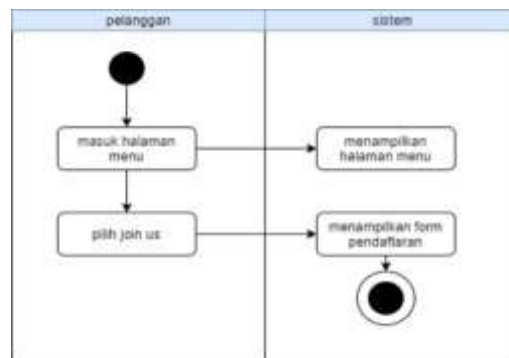 pelanggan
sistem
masuk halaman
menu
menampilkan
halaman menu
pilih join us
menampilkan form
pendaftaran